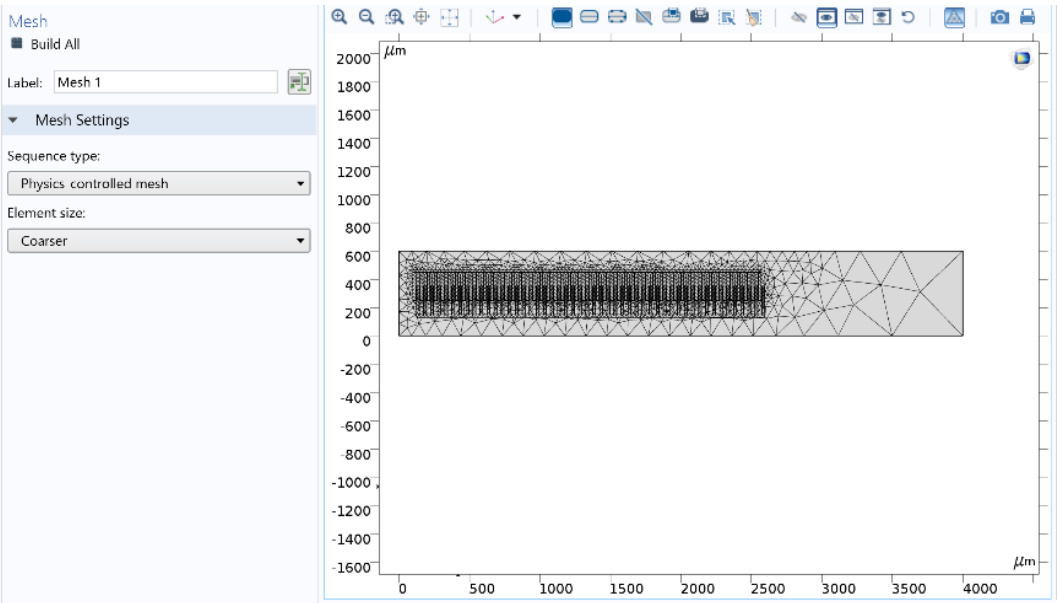 Mesh
Build All
Label: Mesh 1
Mesh Settings
Sequence type:
Physics controlled mesh
Element size:
Coarser
μm
2000
1800
1600
1400
1200
1000
800
600
400
200
0
-200
-400
-600
-800
-1000
-1200
-1400
-1600
μm
0 500 1000 1500 2000 2500 3000 3500 4000